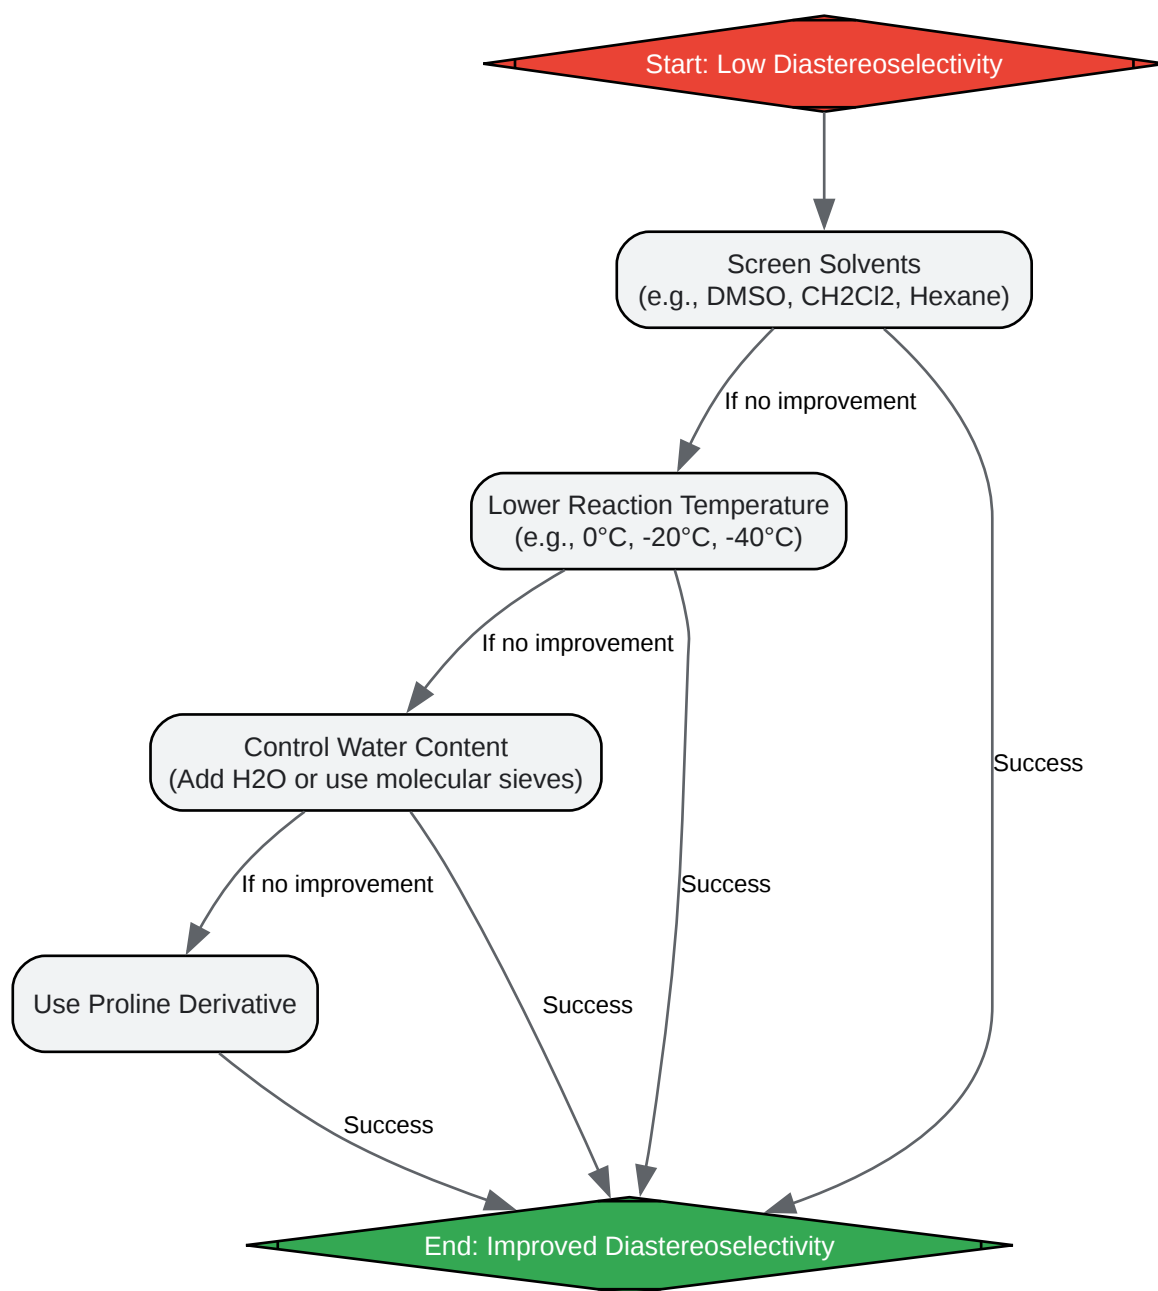 Start: Low Diastereoselectivity
Screen Solvents
(e.g., DMSO, CH2Cl2, Hexane)
If no improvement
Lower Reaction Temperature
(e.g., 0°C, -20°C, -40°C)
If no improvement
Control Water Content
(Add H2O or use molecular sieves)
Success
If no improvement
Success
Use Proline Derivative
Success
Success
End: Improved Diastereoselectivity